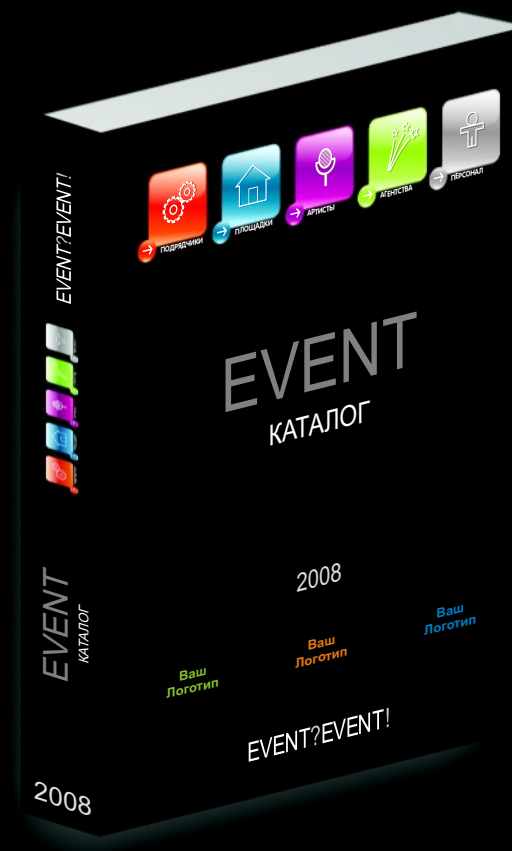 ПОДРЯДЧИКИ
ПЛОЩАДКИ
АРТИСТЫ
АГЕНТСТВА
ПЕРСОНАЛ
EVENT
КАТАЛОГ
2008
Ваш
Логотип
Ваш
Логотип
Ваш
Логотип
EVENT?EVENT!
EVENT?EVENT!
EVENT
КАТАЛОГ
2008